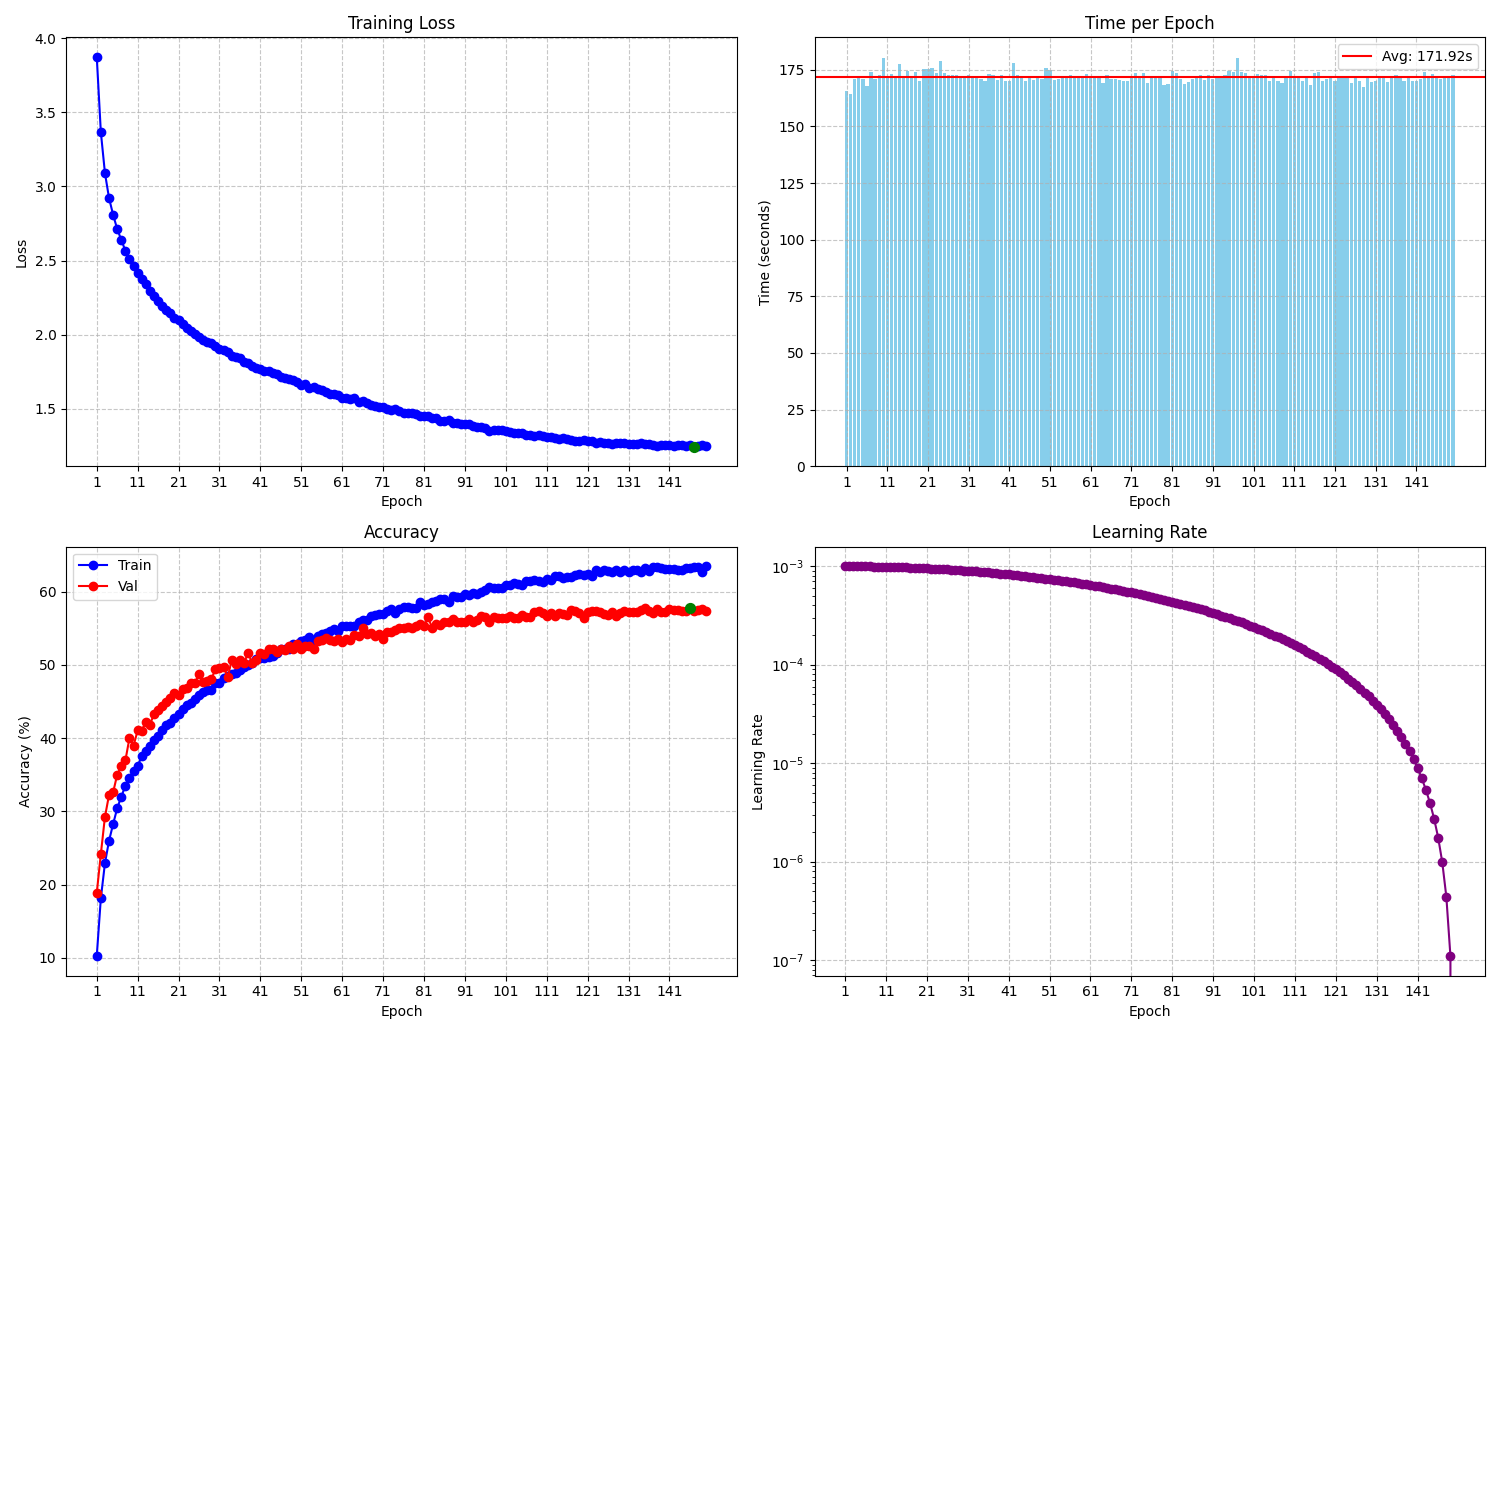 Training Loss
4.0
3.5
3.0
2.5
2.0
1.5
Loss
1 11 21 31 41 51 61 71 81 91 101 111 121 131 141
Epoch
Time per Epoch
Avg: 171.92s
175
150
125
100
75
50
25
0
Time (seconds)
1 11 21 31 41 51 61 71 81 91 101 111 121 131 141
Epoch
Accuracy
Train
Val
60
50
40
30
20
10
Accuracy (%)
1 11 21 31 41 51 61 71 81 91 101 111 121 131 141
Epoch
Learning Rate
10⁻³
10⁻⁴
10⁻⁵
10⁻⁶
10⁻⁷
Learning Rate
1 11 21 31 41 51 61 71 81 91 101 111 121 131 141
Epoch